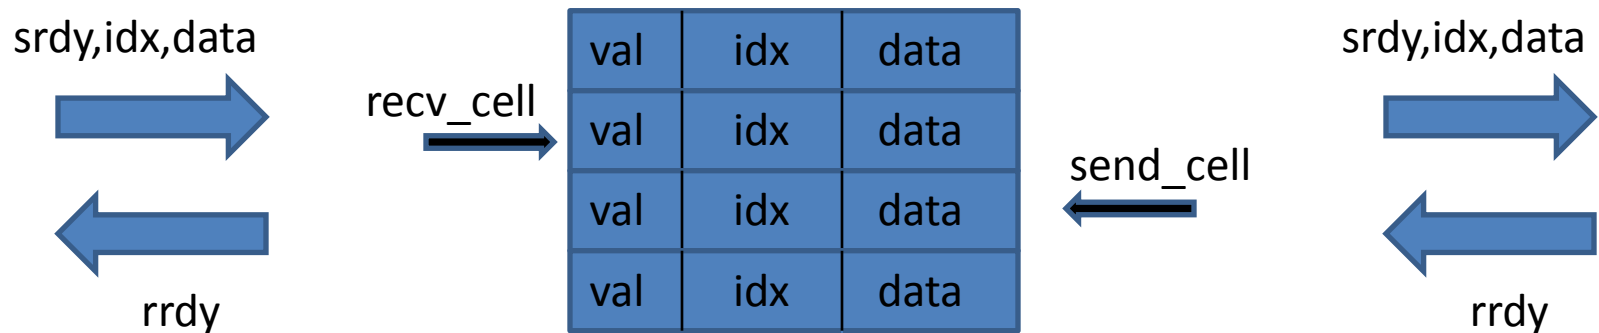 srdy,idx,data
rrdy
recv_cell
val idx data
val idx data
val idx data
val idx data
send_cell
srdy,idx,data
rrdy